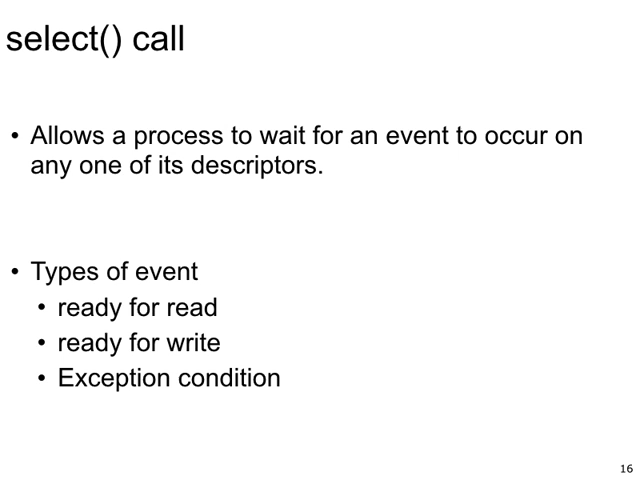 select() call
• Allows a process to wait for an event to occur on
any one of its descriptors.
• Types of event
• ready for read
• ready for write
• Exception condition
16